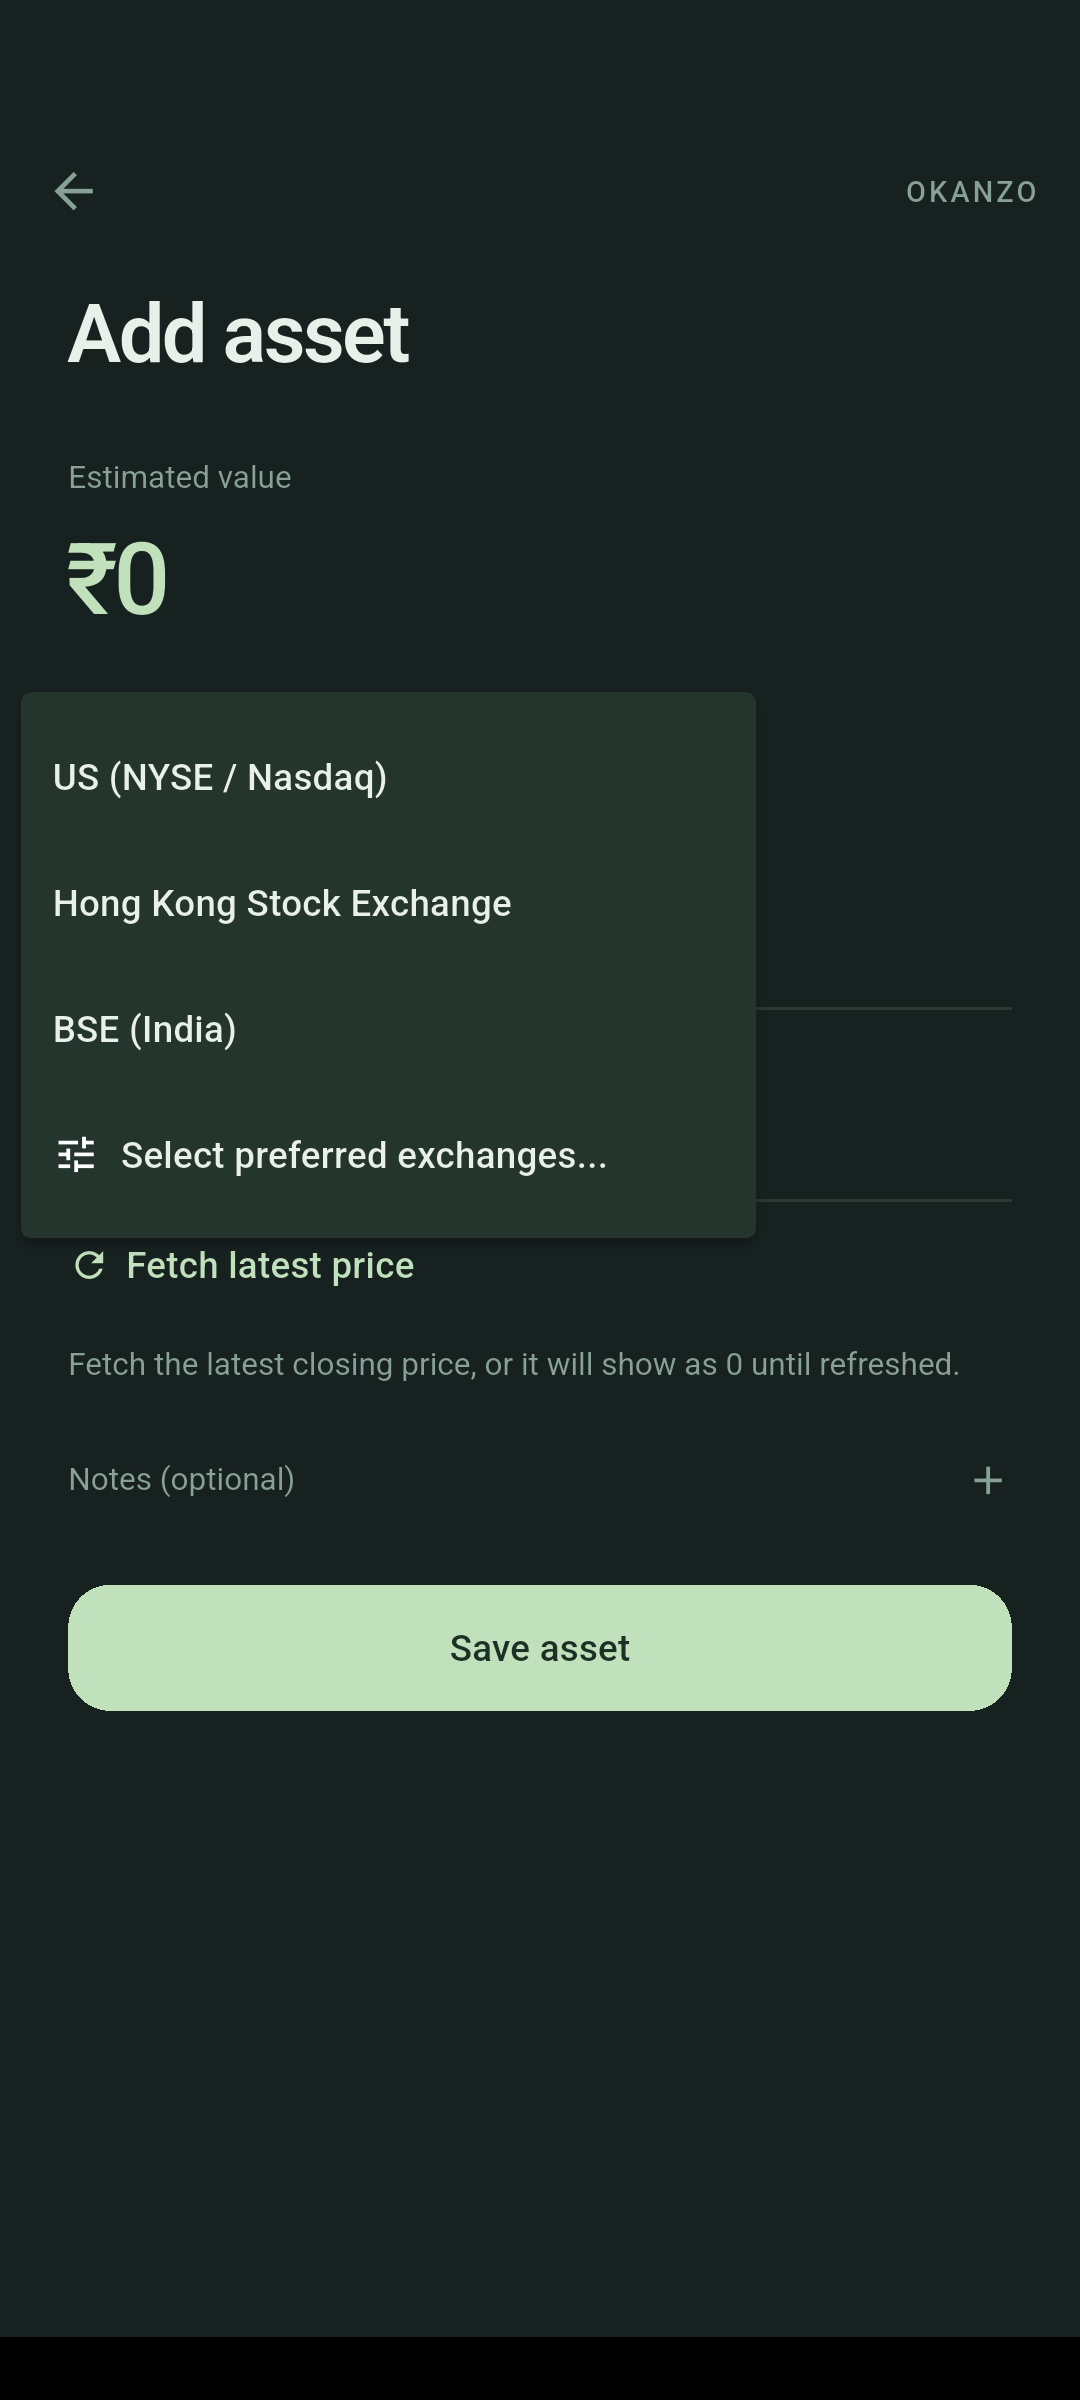 OKANZO
Add asset
Estimated value
₹0
US (NYSE / Nasdaq)
Hong Kong Stock Exchange
BSE (India)
Select preferred exchanges...
Fetch latest price
Fetch the latest closing price, or it will show as 0 until refreshed.
Notes (optional)
Save asset